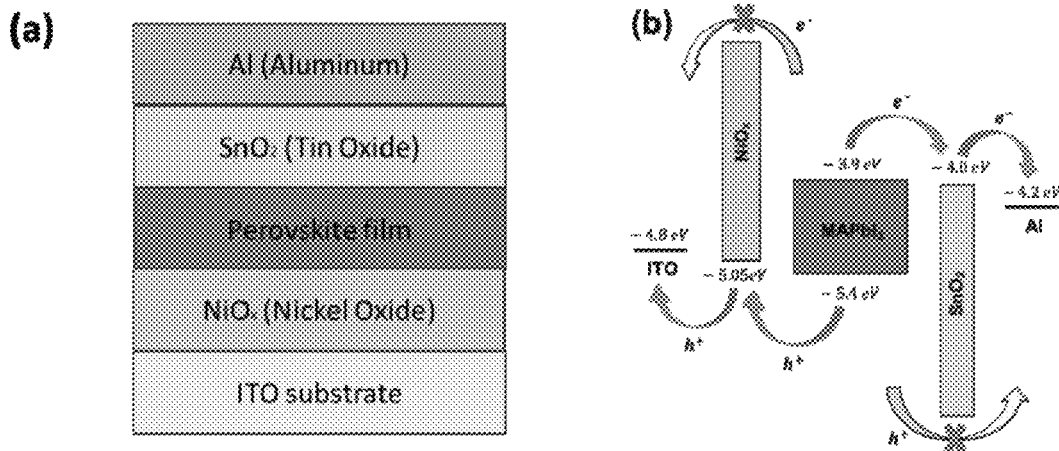 (a)
Al (Aluminum)
SnO₂ (Tin Oxide)
Perovskite film
NiOₓ (Nickel Oxide)
ITO substrate
(b)
e⁻
NiOₓ
e⁻
e⁻
− 3.9 eV
− 4.0 eV
− 4.2 eV
Al
MAPbI₃
− 4.8 eV
ITO
− 5.05eV
− 5.4 eV
SnO₂
h⁺
h⁺
h⁺